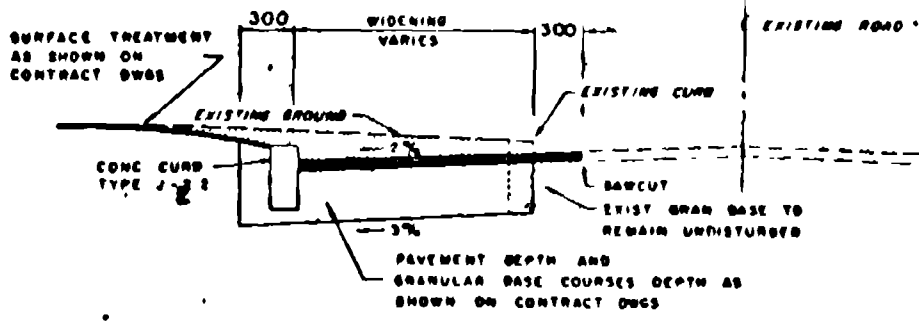 300
WIDENING
VARIES
300
EXISTING ROAD
SURFACE TREATMENT
AS SHOWN ON
CONTRACT DWGS
EXISTING GROUND
EXISTING CURB
2%
CONC CURB
TYPE
SAWCUT
EXIST GRAN BASE TO
REMAIN UNDISTURBED
3%
PAVEMENT DEPTH AND
GRANULAR BASE COURSES DEPTH AS
SHOWN ON CONTRACT DWGS